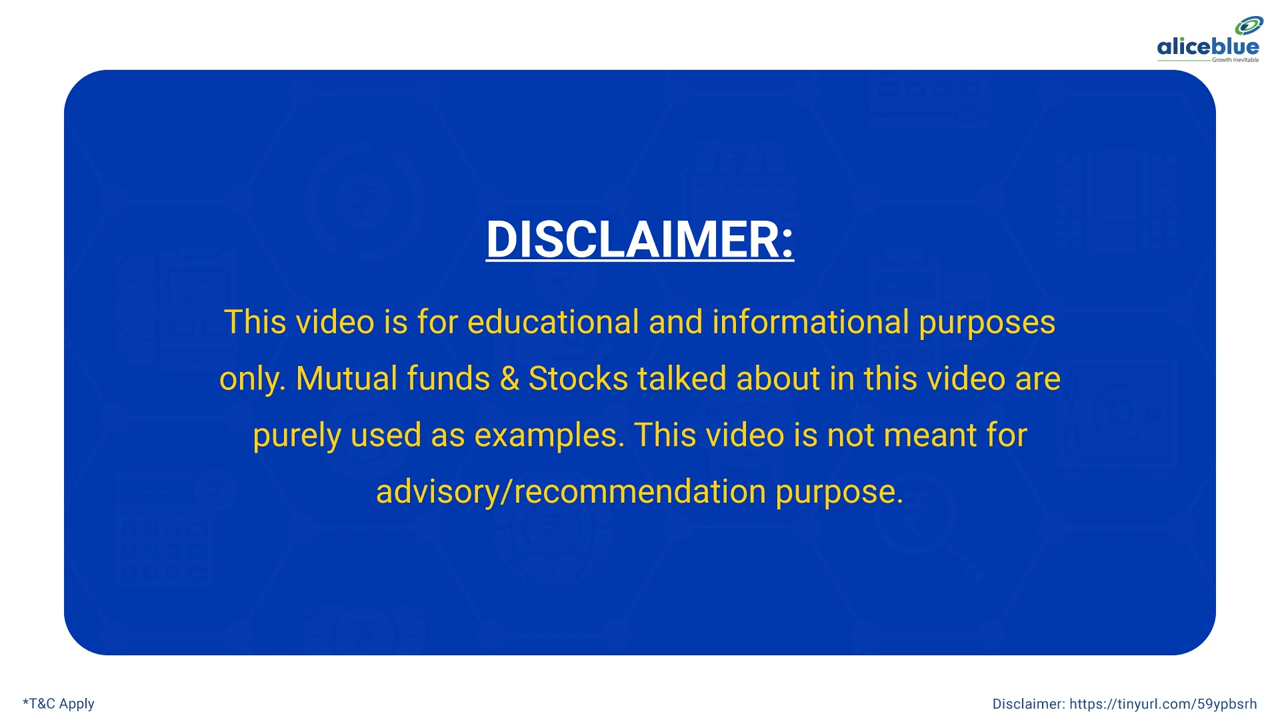 aliceblue
Growth inevitable
DISCLAIMER:
This video is for educational and informational purposes
only. Mutual funds & Stocks talked about in this video are
purely used as examples. This video is not meant for
advisory/recommendation purpose.
*T&C Apply
Disclaimer: https://tinyurl.com/59ypbsrh